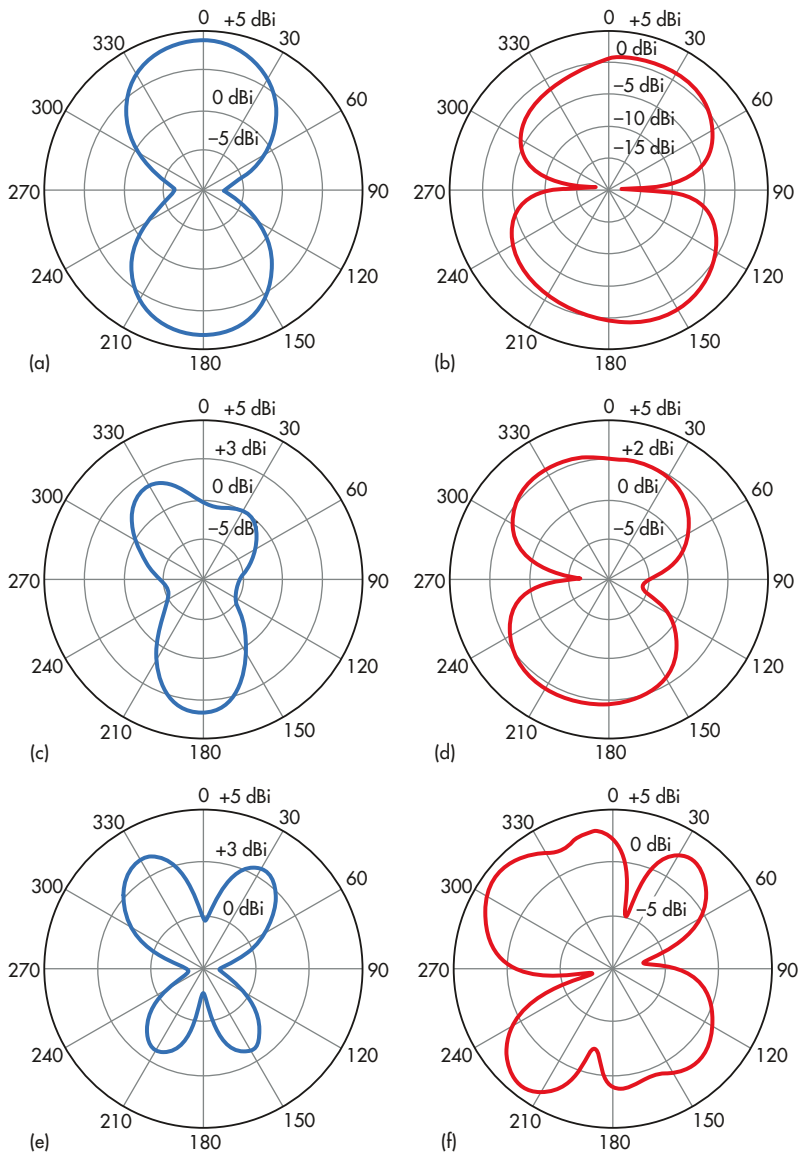 0 +5 dBi
330 30
0 dBi
300 60
−5 dBi
270 90
240 120
210 150
(a) 180
0 +5 dBi
330 0 dBi 30
−5 dBi
300 60
−10 dBi
−15 dBi
270 90
240 120
210 150
(b) 180
0 +5 dBi
330 30
+3 dBi
300 0 dBi 60
−5 dBi
270 90
240 120
210 150
(c) 180
0 +5 dBi
330 30
+2 dBi
300 0 dBi 60
−5 dBi
270 90
240 120
210 150
(d) 180
0 +5 dBi
330 30
+3 dBi
300 60
0 dBi
270 90
240 120
210 150
(e) 180
0 +5 dBi
330 30
0 dBi
300 60
−5 dBi
270 90
240 120
210 150
(f) 180